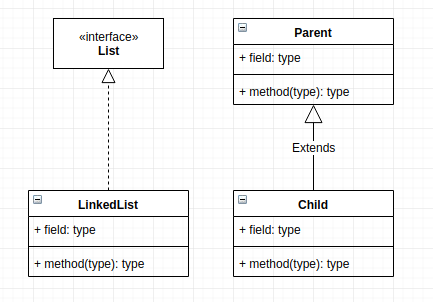 «interface»
List
Parent
+ field: type
+ method(type): type
Extends
LinkedList
+ field: type
+ method(type): type
Child
+ field: type
+ method(type): type